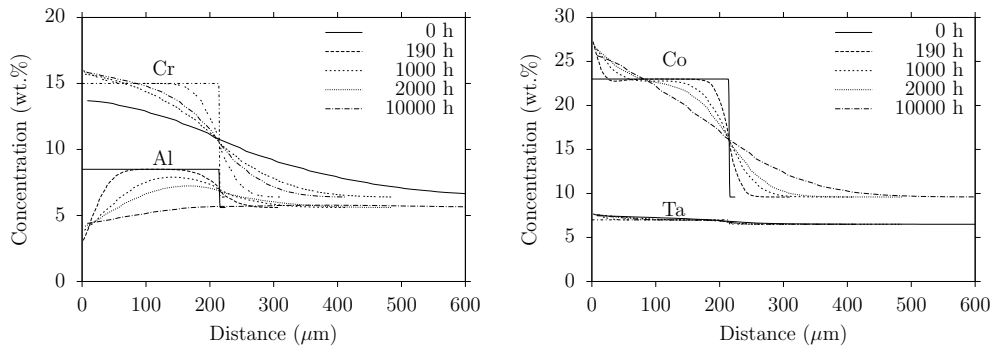 20
15
10
5
0
Concentration (wt.%)
0 h
190 h
1000 h
2000 h
10000 h
Cr
Al
0 100 200 300 400 500 600
Distance (μm)
30
25
20
15
10
5
0
Concentration (wt.%)
0 h
190 h
1000 h
2000 h
10000 h
Co
Ta
0 100 200 300 400 500 600
Distance (μm)